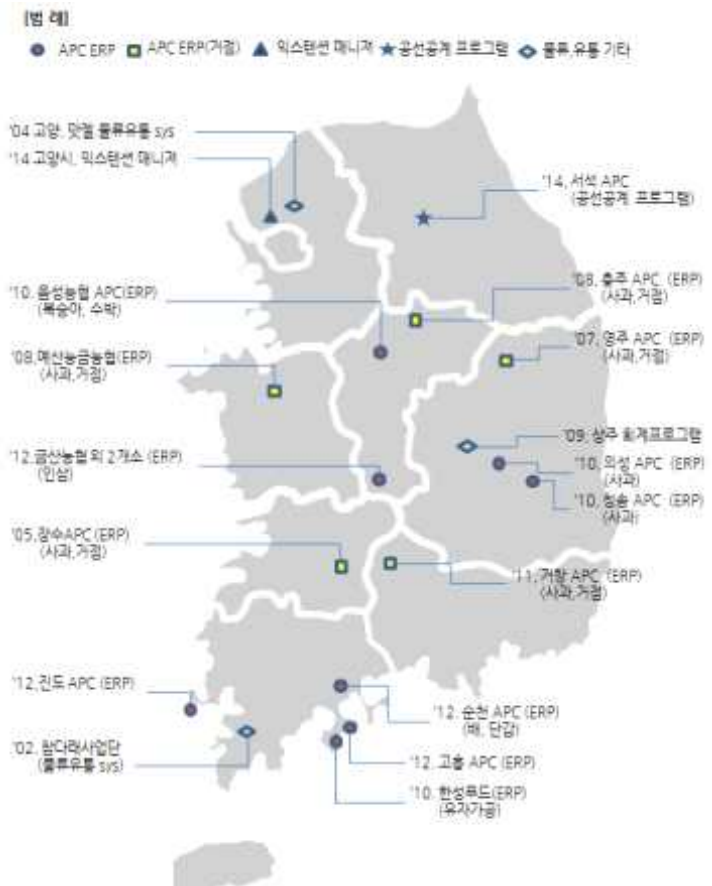 [범 례]
APC ERP APC ERP(거점) 익스텐션 매니저 공선공계 프로그램 물류,유통 기타
'04 고양. 맛젤 물류유통 sys
'14 고양시. 익스텐션 매니저
'14. 서석 APC
(공선공계 프로그램)
'10. 음성농협 APC(ERP)
(복숭아, 수박)
'08. 충주 APC (ERP)
(사과,거점)
'08.예산능금농협(ERP)
(사과,거점)
'07. 영주 APC (ERP)
(사과,거점)
'09. 상주 회계프로그램
'12.금산농협 외 2개소 (ERP)
(인삼)
'10. 의성 APC (ERP)
(사과)
'10. 청송 APC (ERP)
(사과)
'05.장수APC (ERP)
(사과,거점)
'11. 거창 APC (ERP)
(사과,거점)
'12.진도 APC (ERP)
'12. 순천 APC (ERP)
(배, 단감)
'02. 참다래사업단
(물류유통 sys)
'12. 고흥 APC (ERP)
'10. 한성푸드(ERP)
(유자가공)